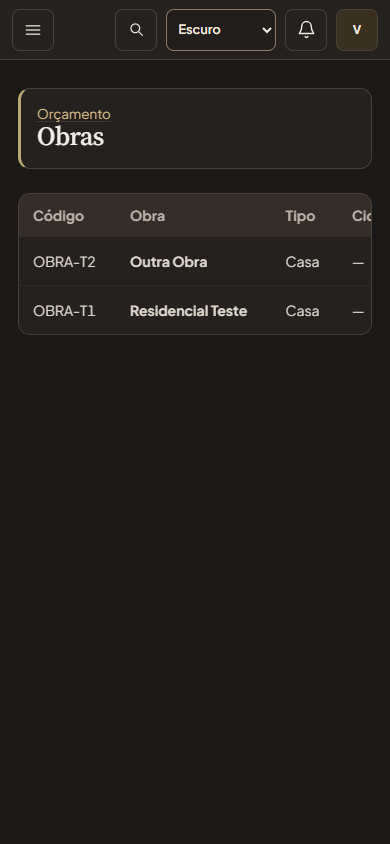 Escuro
V
Orçamento
Obras
Código Obra Tipo
OBRA-T2 Outra Obra Casa —
OBRA-T1 Residencial Teste Casa —